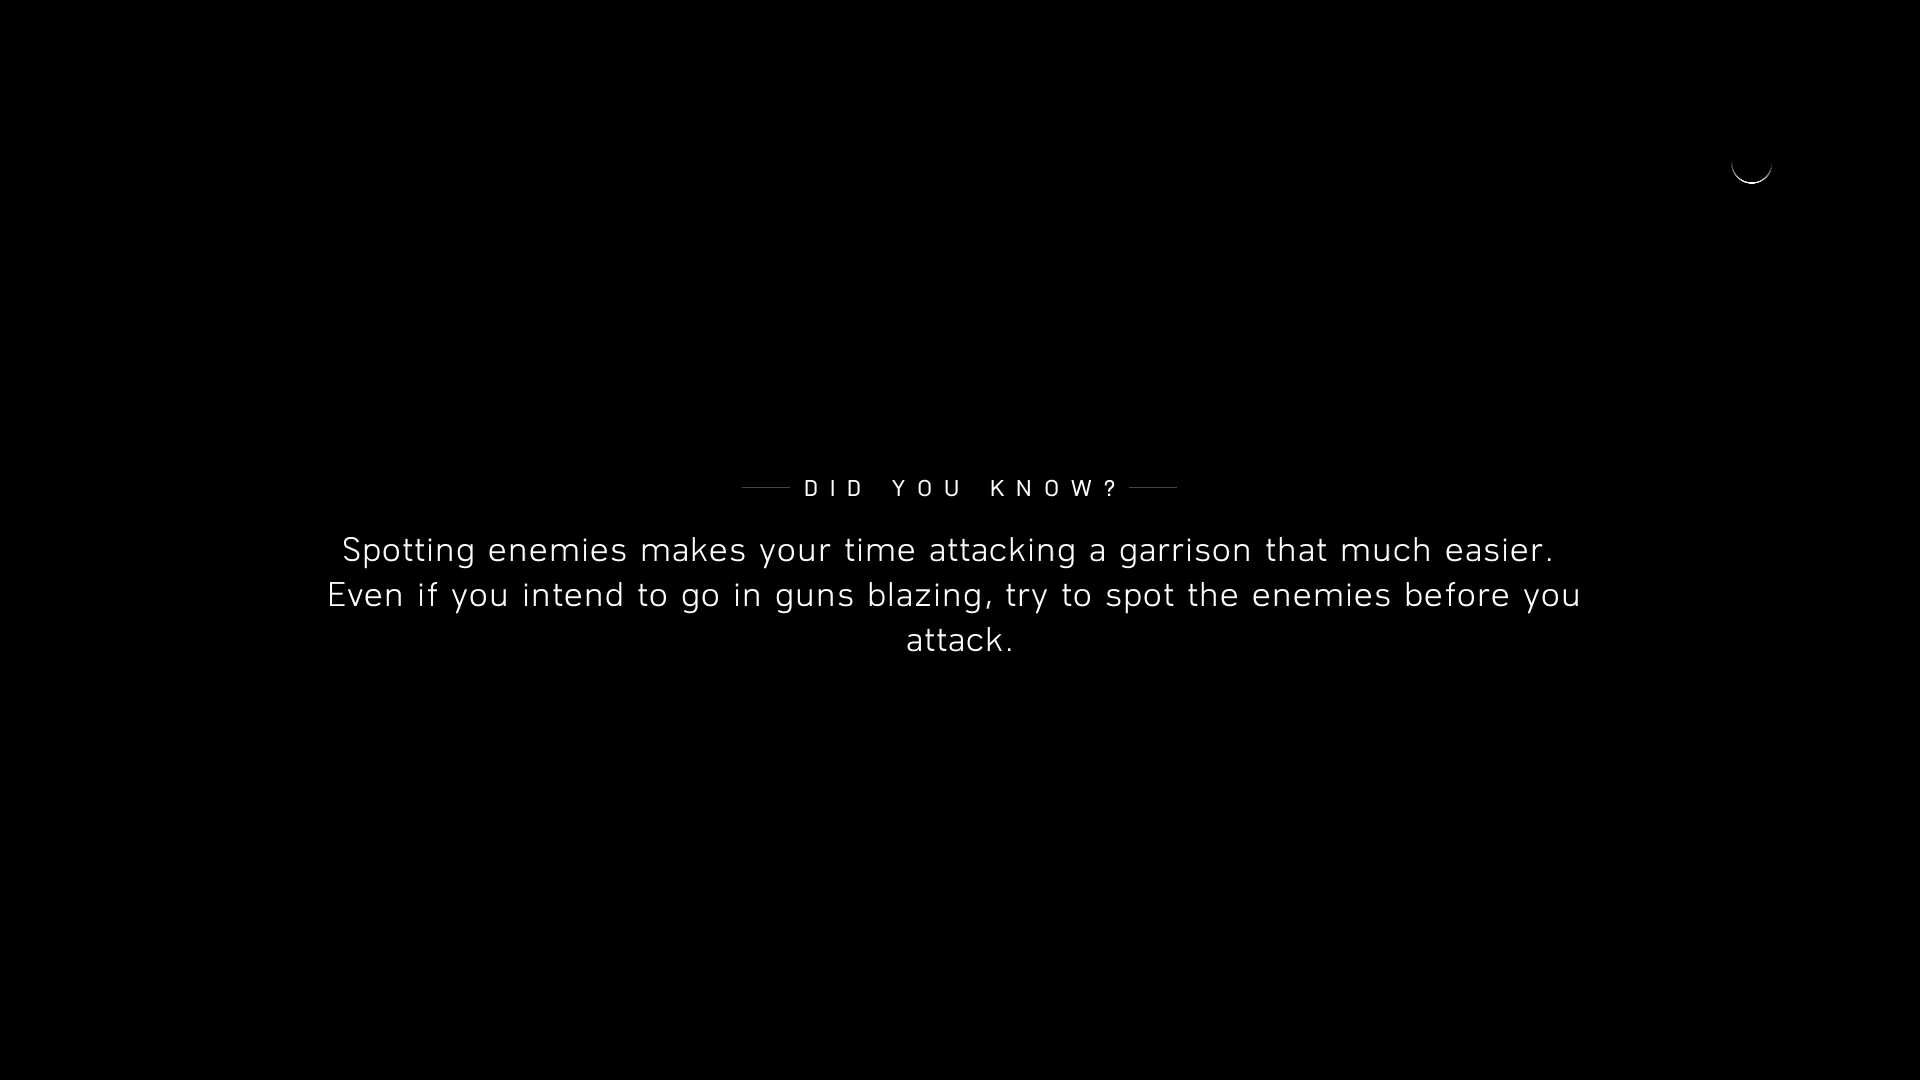 DID YOU KNOW?
Spotting enemies makes your time attacking a garrison that much easier.
Even if you intend to go in guns blazing, try to spot the enemies before you
attack.